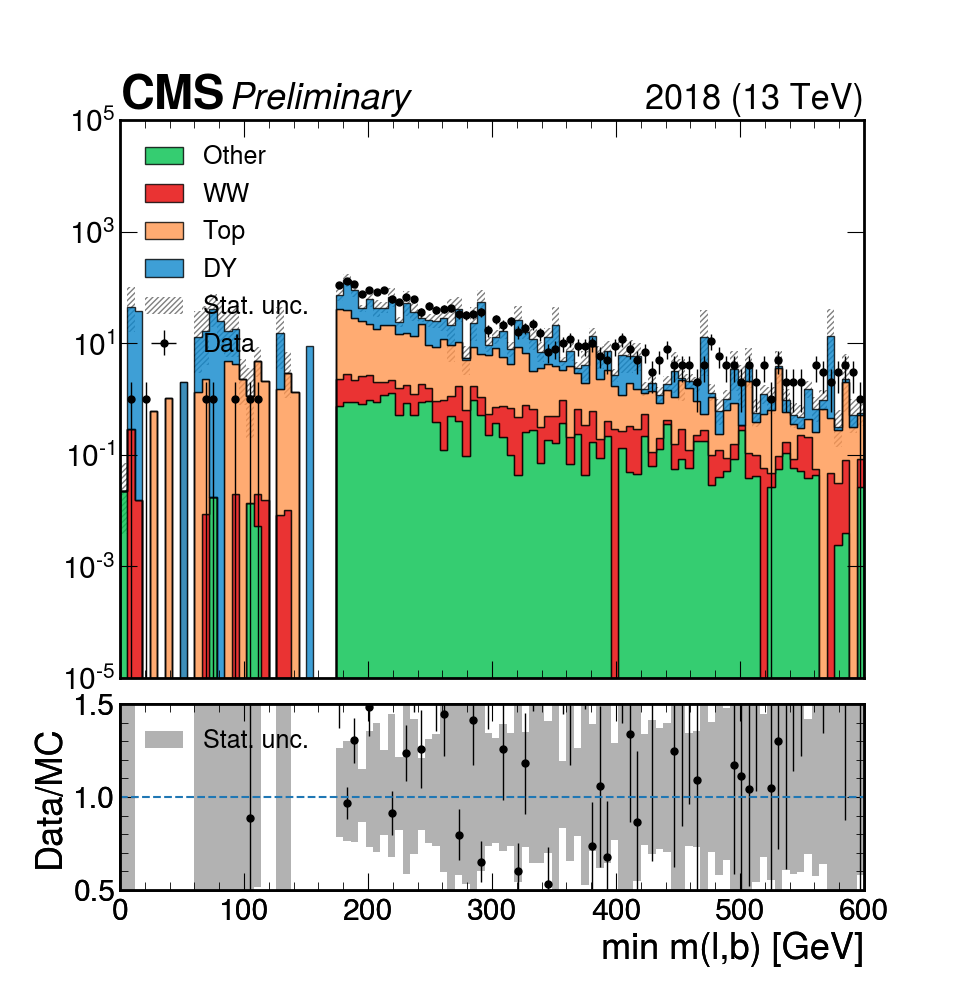 CMS Preliminary 2018 (13 TeV)
10^5
10^3
10^1
10^-1
10^-3
10^-5
Other
WW
Top
DY
Stat. unc.
Data
1.5
1.0
0.5
Data/MC
Stat. unc.
0 100 200 300 400 500 600
min m(l,b) [GeV]